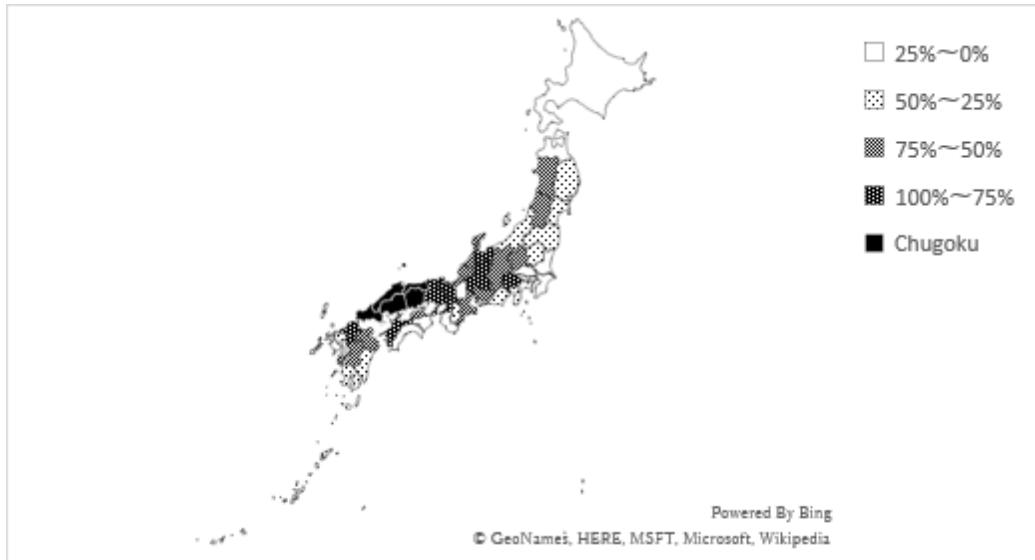 25%～0%
50%～25%
75%～50%
100%～75%
Chugoku
Powered By Bing
© GeoNames, HERE, MSFT, Microsoft, Wikipedia